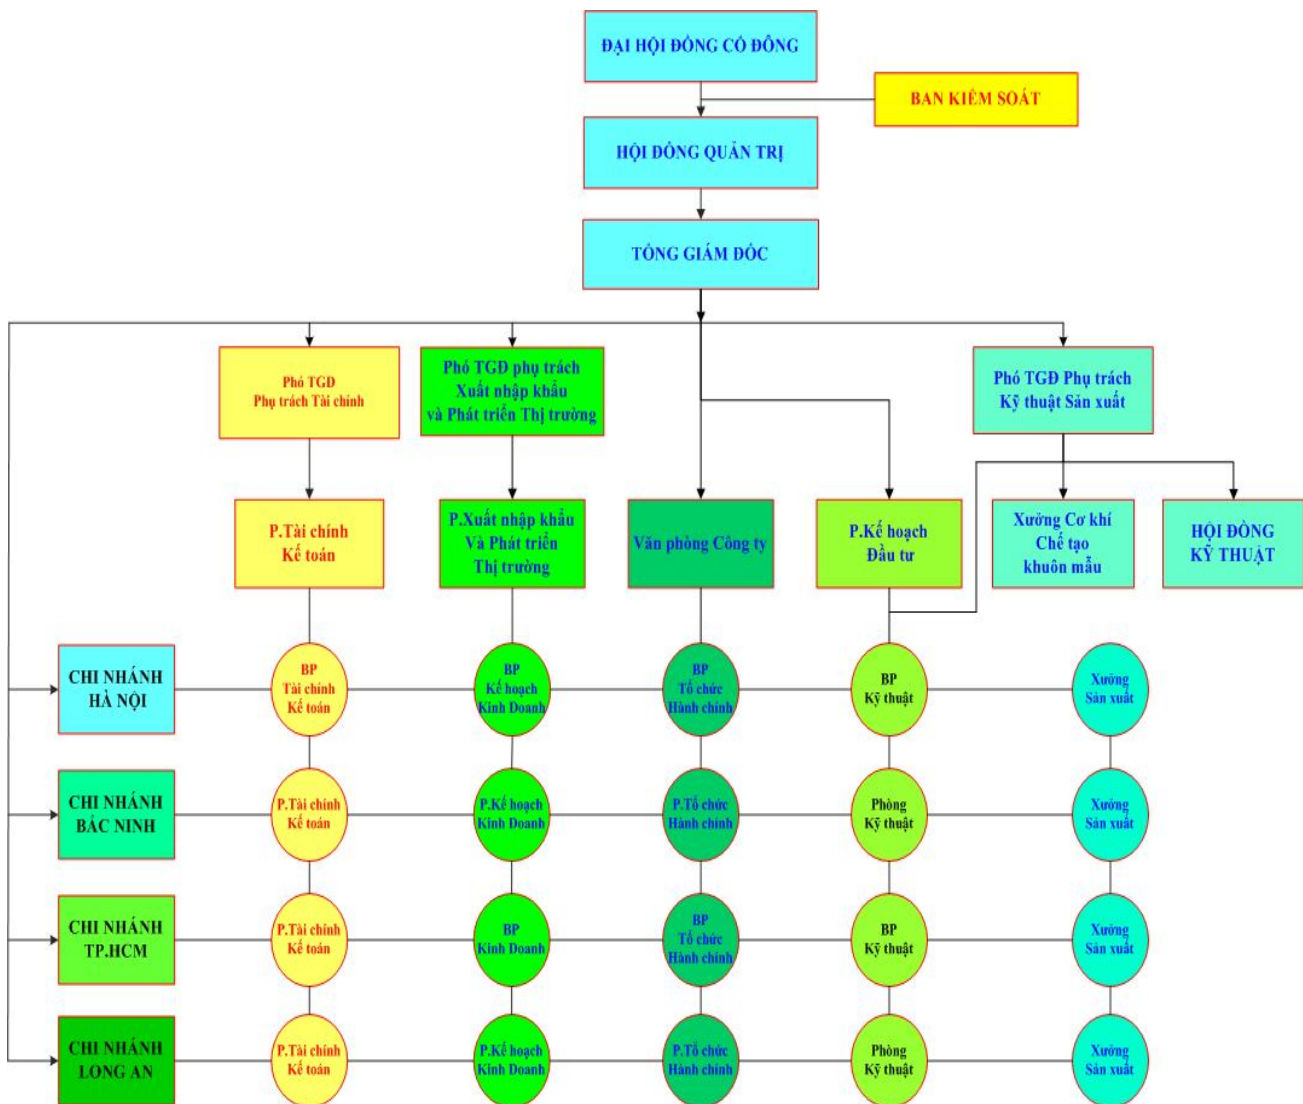 ĐẠI HỘI ĐỒNG CỔ ĐÔNG
BAN KIỂM SOÁT
HỘI ĐỒNG QUẢN TRỊ
TỔNG GIÁM ĐỐC
Phó TGĐ
Phụ trách Tài chính
Phó TGĐ phụ trách
Xuất nhập khẩu
và Phát triển Thị trường
Phó TGĐ Phụ trách
Kỹ thuật Sản xuất
P.Tài chính
Kế toán
P.Xuất nhập khẩu
Và Phát triển
Thị trường
Văn phòng Công ty
P.Kế hoạch
Đầu tư
Xưởng Cơ khí
Chế tạo
khuôn mẫu
HỘI ĐỒNG
KỸ THUẬT
CHI NHÁNH
HÀ NỘI
BP
Tài chính
Kế toán
BP
Kế hoạch
Kinh Doanh
BP
Tổ chức
Hành chính
BP
Kỹ thuật
Xưởng
Sản xuất
CHI NHÁNH
BẮC NINH
P.Tài chính
Kế toán
P.Kế hoạch
Kinh Doanh
P.Tổ chức
Hành chính
Phòng
Kỹ thuật
Xưởng
Sản xuất
CHI NHÁNH
TP.HCM
P.Tài chính
Kế toán
BP
Kinh Doanh
BP
Tổ chức
Hành chính
BP
Kỹ thuật
Xưởng
Sản xuất
CHI NHÁNH
LONG AN
P.Tài chính
Kế toán
P.Kế hoạch
Kinh Doanh
P.Tổ chức
Hành chính
Phòng
Kỹ thuật
Xưởng
Sản xuất